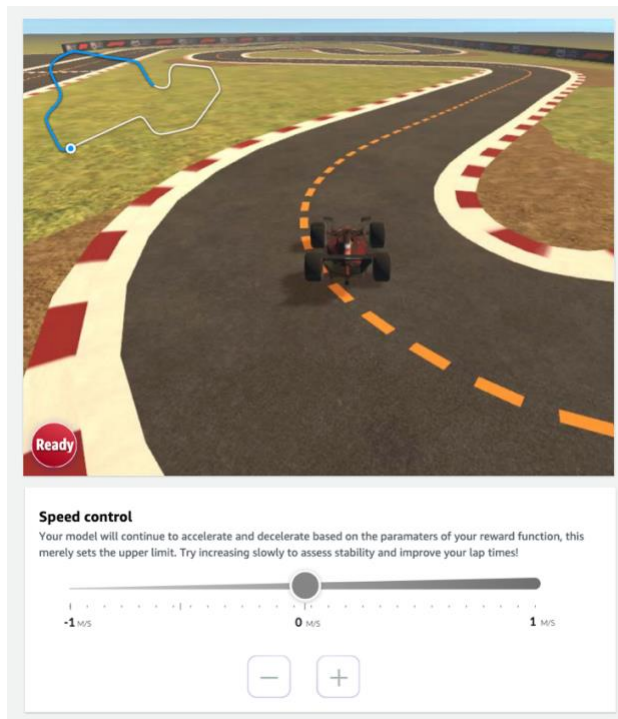 Ready
Speed control
Your model will continue to accelerate and decelerate based on the paramaters of your reward function, this
merely sets the upper limit. Try increasing slowly to assess stability and improve your lap times!
-1 M/S 0 M/S 1 M/S